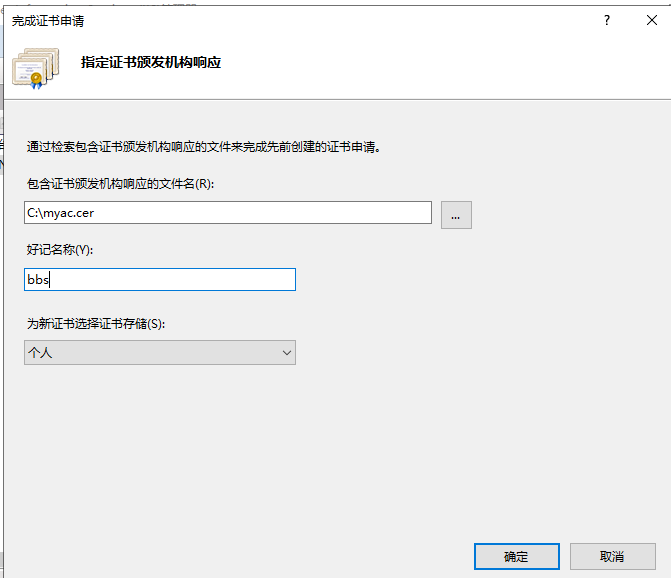 完成证书申请
?
指定证书颁发机构响应
通过检索包含证书颁发机构响应的文件来完成先前创建的证书申请。
包含证书颁发机构响应的文件名(R):
C:\myac.cer
...
好记名称(Y):
bbs
为新证书选择证书存储(S):
个人
确定
取消